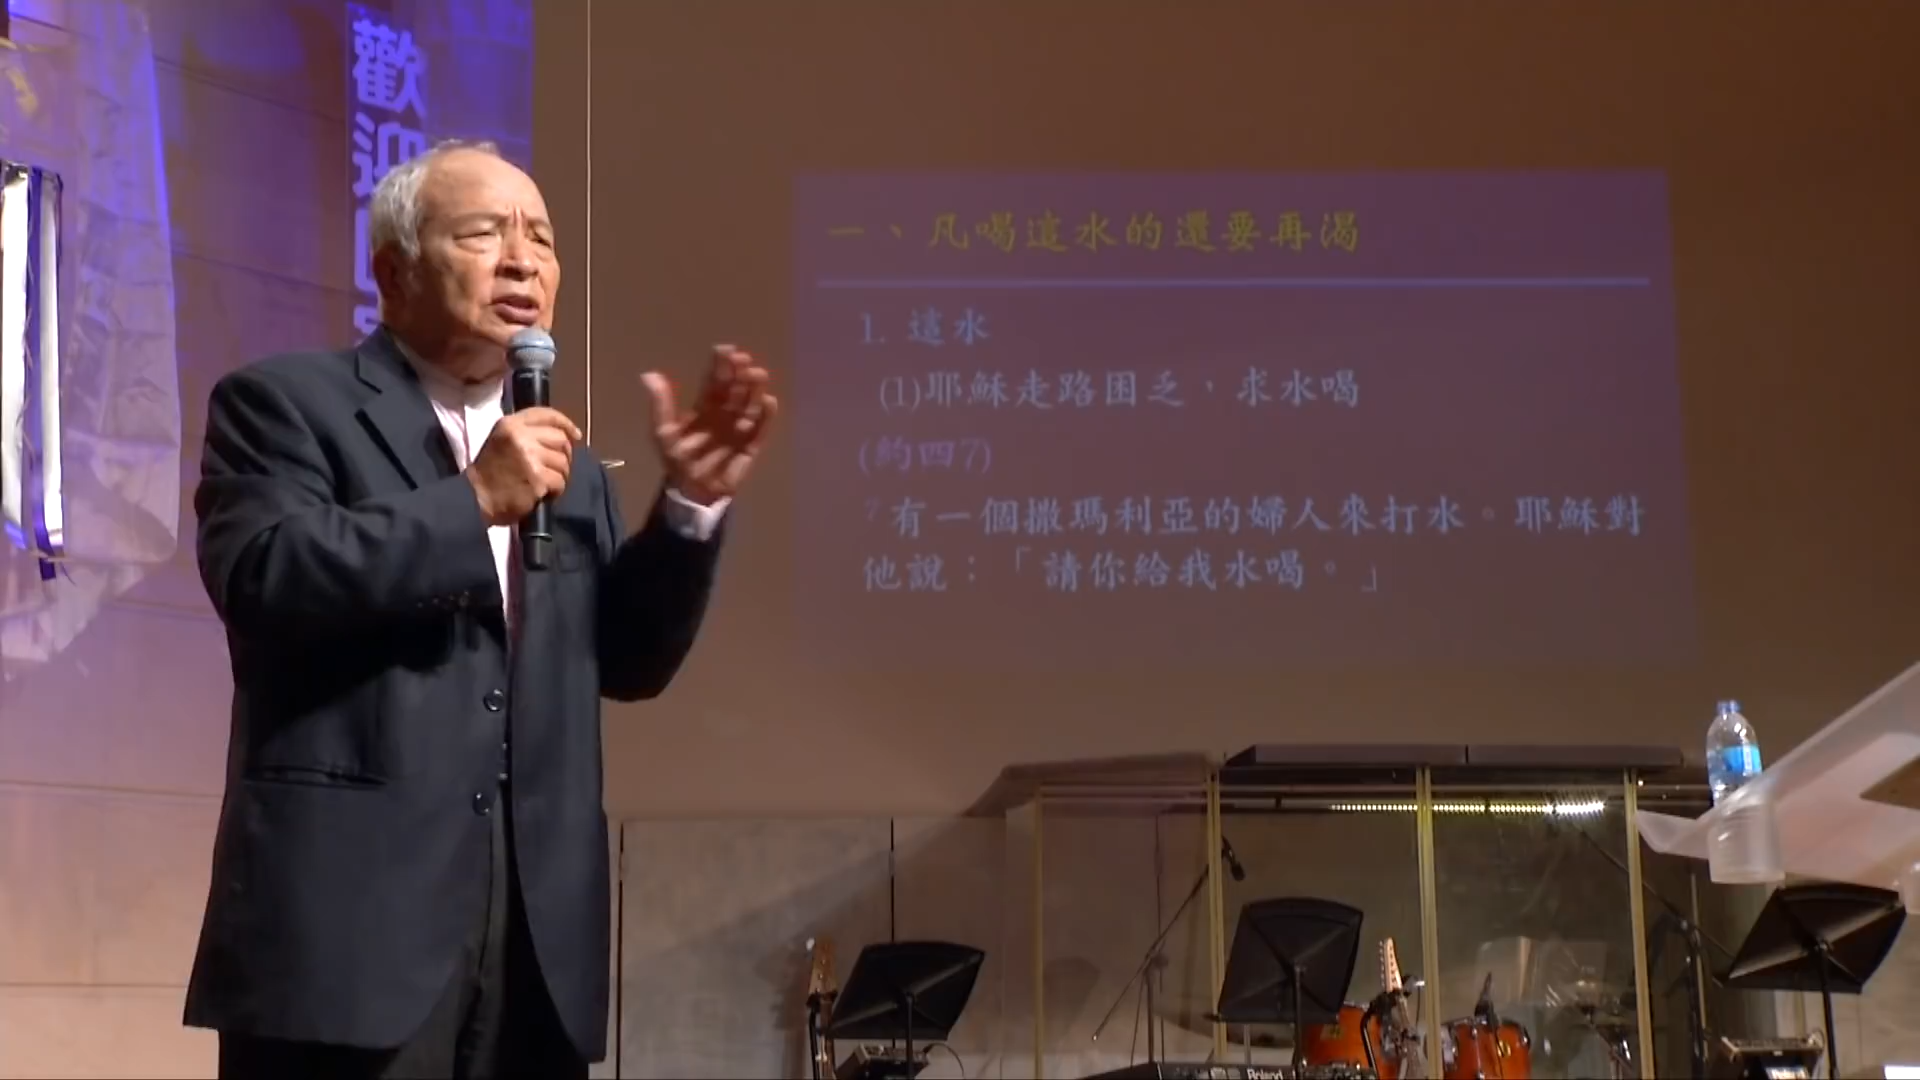 歡迎
一、凡喝這水的還要再渴
1. 這水
(1)耶穌走路困乏，求水喝
(約四7)
7 有一個撒瑪利亞的婦人來打水。耶穌對
他說：「請你給我水喝。」
Roland